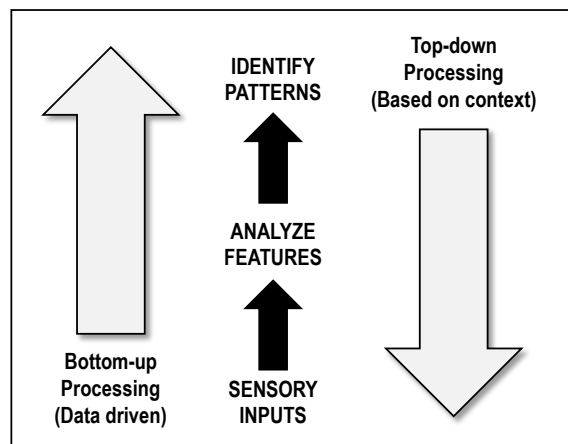 IDENTIFY
PATTERNS
Top-down
Processing
(Based on context)
ANALYZE
FEATURES
Bottom-up
Processing
(Data driven)
SENSORY
INPUTS